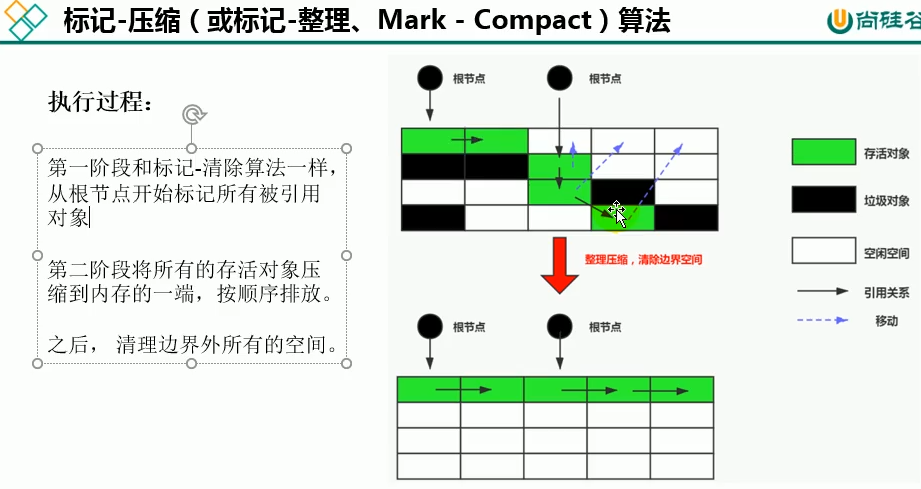 标记-压缩（或标记-整理、Mark - Compact）算法
尚硅谷
执行过程：
第一阶段和标记-清除算法一样，
从根节点开始标记所有被引用
对象
第二阶段将所有的存活对象压
缩到内存的一端，按顺序排放。
之后， 清理边界外所有的空间。
根节点
根节点
存活对象
垃圾对象
整理压缩，清除边界空间
空闲空间
引用关系
移动
根节点
根节点